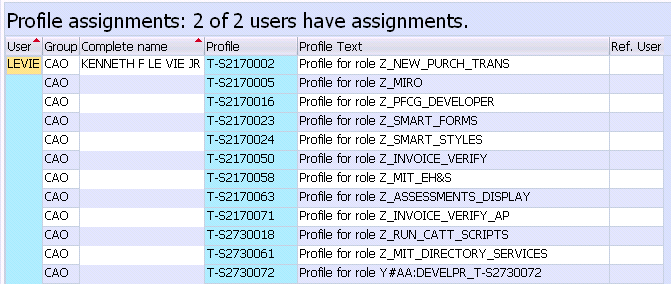 Profile assignments: 2 of 2 users have assignments.
User Group Complete name Profile Profile Text Ref. User
LEVIE CAO KENNETH F LE VIE JR T-S2170002 Profile for role Z_NEW_PURCH_TRANS
CAO T-S2170005 Profile for role Z_MIRO
CAO T-S2170016 Profile for role Z_PFCG_DEVELOPER
CAO T-S2170023 Profile for role Z_SMART_FORMS
CAO T-S2170024 Profile for role Z_SMART_STYLES
CAO T-S2170050 Profile for role Z_INVOICE_VERIFY
CAO T-S2170058 Profile for role Z_MIT_EH&S
CAO T-S2170063 Profile for role Z_ASSESSMENTS_DISPLAY
CAO T-S2170071 Profile for role Z_INVOICE_VERIFY_AP
CAO T-S2730018 Profile for role Z_RUN_CATT_SCRIPTS
CAO T-S2730061 Profile for role Z_MIT_DIRECTORY_SERVICES
CAO T-S2730072 Profile for role Y#AA:DEVELPR_T-S2730072